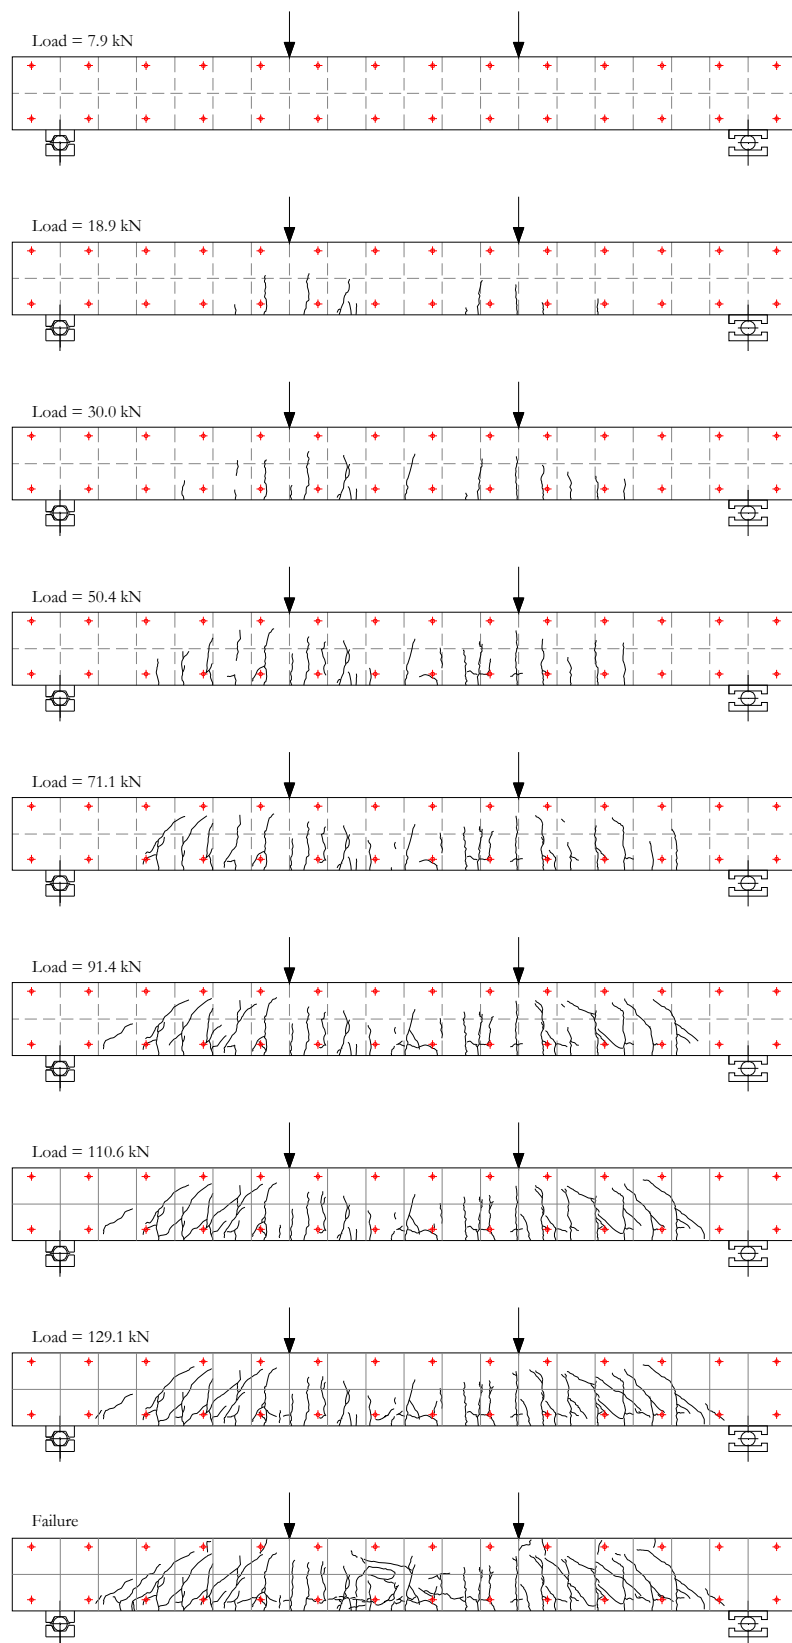 Load = 7.9 kN
Load = 18.9 kN
Load = 30.0 kN
Load = 50.4 kN
Load = 71.1 kN
Load = 91.4 kN
Load = 110.6 kN
Load = 129.1 kN
Failure